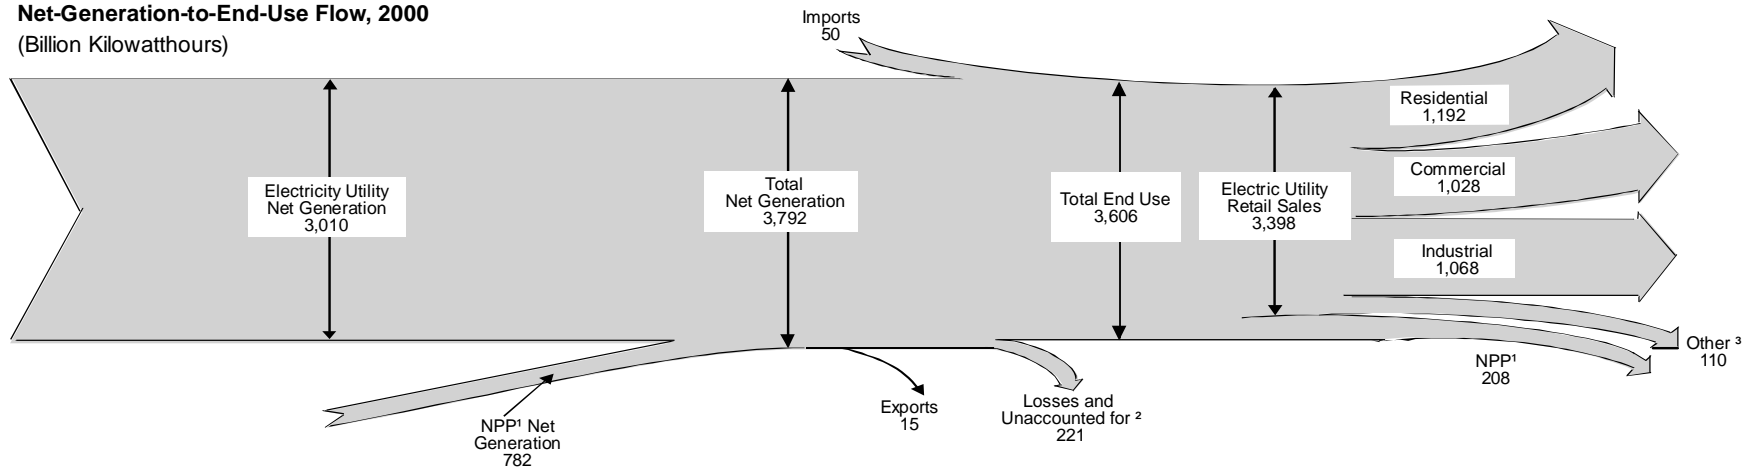 Net-Generation-to-End-Use Flow, 2000
(Billion Kilowatthours)
Imports
50
Residential
1,192
Commercial
1,028
Electricity Utility
Net Generation
3,010
Total
Net Generation
3,792
Total End Use
3,606
Electric Utility
Retail Sales
3,398
Industrial
1,068
Other ³
110
NPP¹
208
Exports
15
Losses and
Unaccounted for ²
221
NPP¹ Net
Generation
782